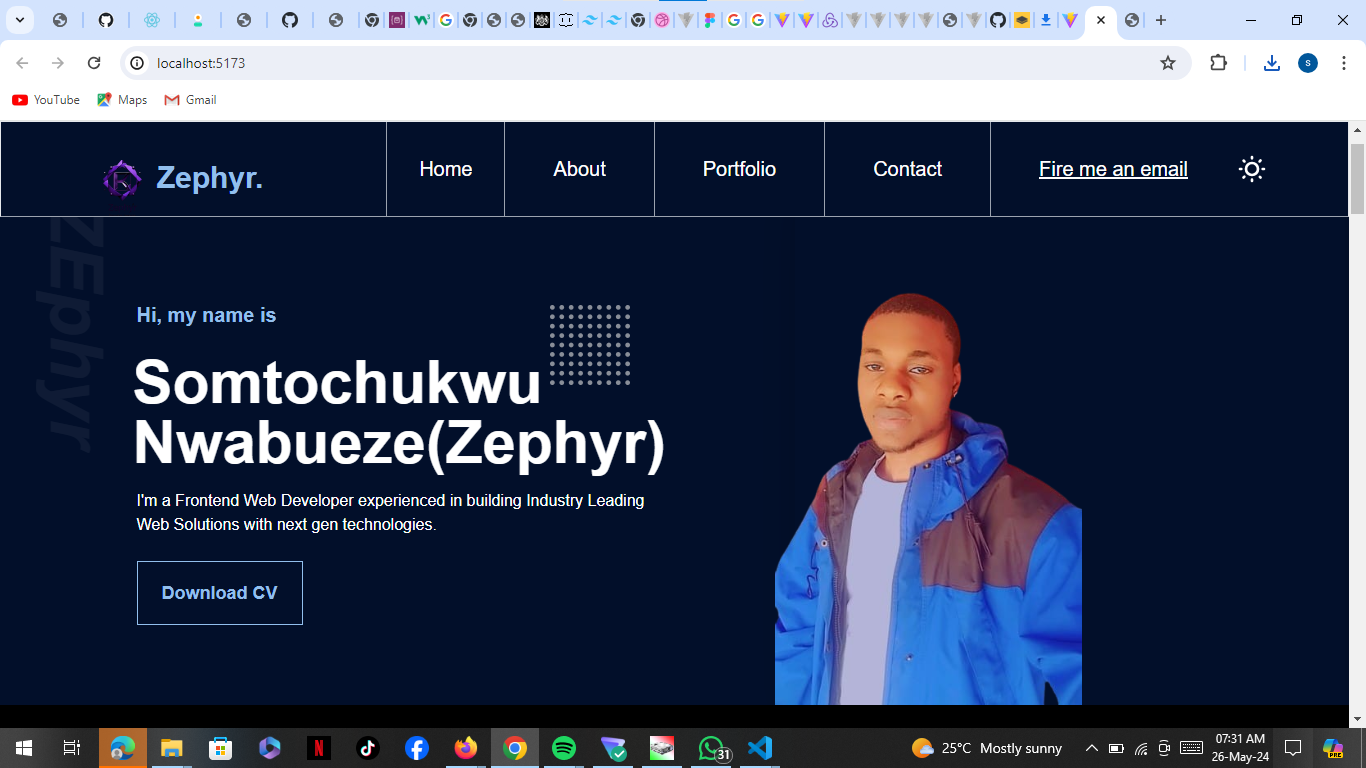 localhost:5173
YouTube Maps Gmail
Zephyr.
Home About Portfolio Contact Fire me an email
ZEphyr
Hi, my name is
Somtochukwu
Nwabueze(Zephyr)
I'm a Frontend Web Developer experienced in building Industry Leading
Web Solutions with next gen technologies.
Download CV
31
25°C Mostly sunny
07:31 AM
26-May-24
PRE